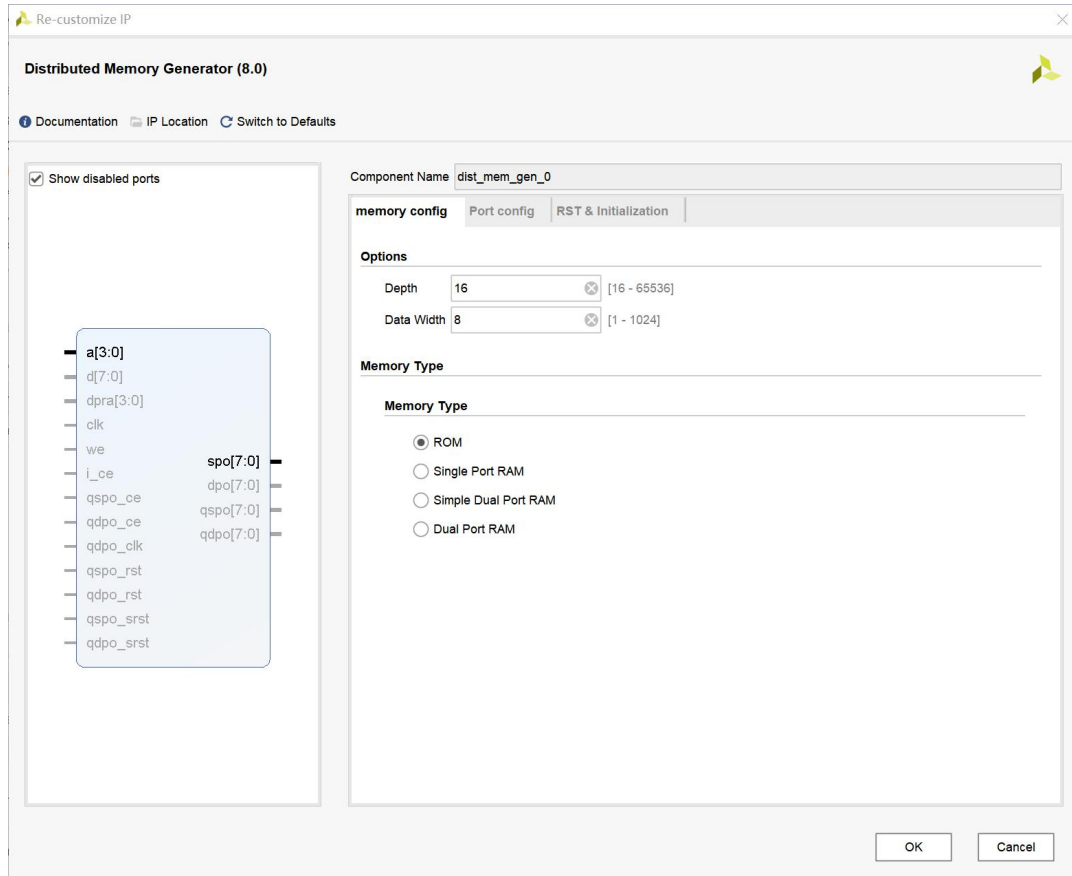 Re-customize IP
Distributed Memory Generator (8.0)
Documentation IP Location Switch to Defaults
Show disabled ports
a[3:0]
d[7:0]
dpra[3:0]
clk
we
i_ce
qspo_ce
qdpo_ce
qdpo_clk
qspo_rst
qdpo_rst
qspo_srst
qdpo_srst
spo[7:0]
dpo[7:0]
qspo[7:0]
qdpo[7:0]
Component Name dist_mem_gen_0
memory config Port config RST & Initialization
Options
Depth 16 [16 - 65536]
Data Width 8 [1 - 1024]
Memory Type
Memory Type
ROM
Single Port RAM
Simple Dual Port RAM
Dual Port RAM
OK Cancel